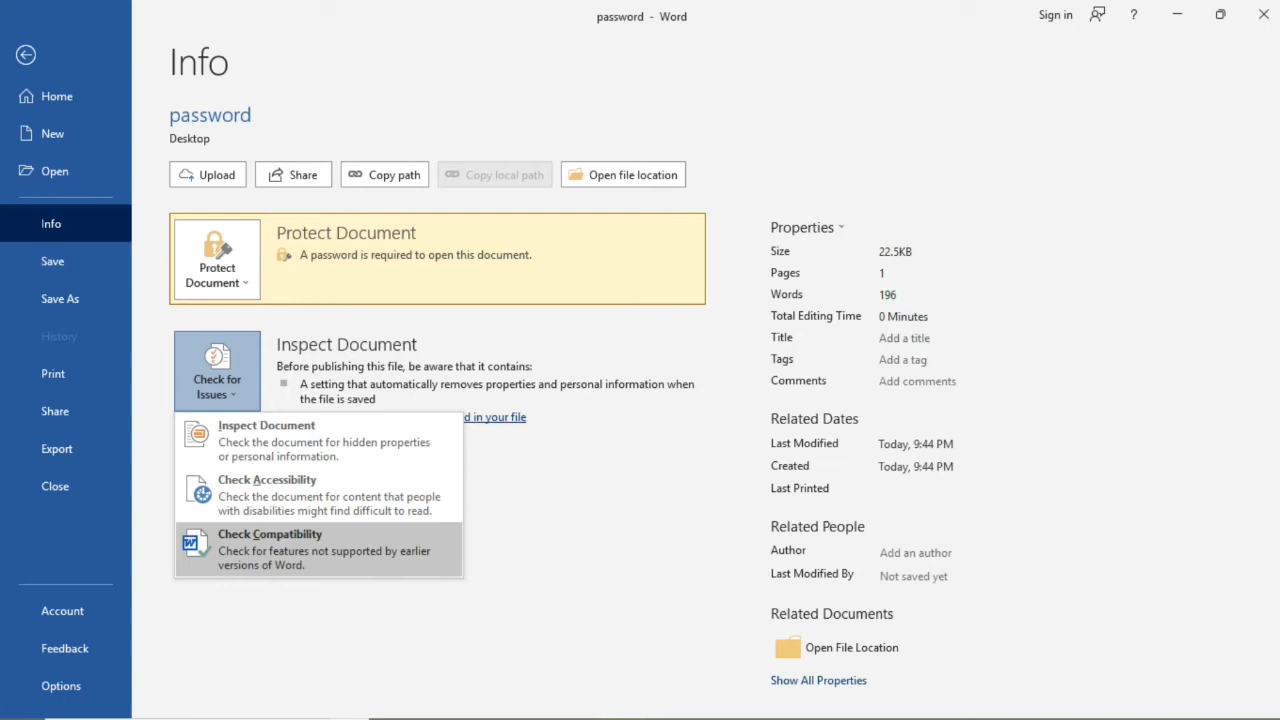 password - Word
Sign in
?
Info
Home
New
Open
Info
Save
Save As
History
Print
Share
Export
Close
Account
Feedback
Options
password
Desktop
Upload
Share
Copy path
Copy local path
Open file location
Protect
Document
Protect Document
A password is required to open this document.
Check for
Issues
Inspect Document
Before publishing this file, be aware that it contains:
A setting that automatically removes properties and personal information when
the file is saved
d in your file
Inspect Document
Check the document for hidden properties
or personal information.
Check Accessibility
Check the document for content that people
with disabilities might find difficult to read.
Check Compatibility
Check for features not supported by earlier
versions of Word.
Properties
Size 22.5KB
Pages 1
Words 196
Total Editing Time 0 Minutes
Title Add a title
Tags Add a tag
Comments Add comments
Related Dates
Last Modified Today, 9:44 PM
Created Today, 9:44 PM
Last Printed
Related People
Author Add an author
Last Modified By Not saved yet
Related Documents
Open File Location
Show All Properties